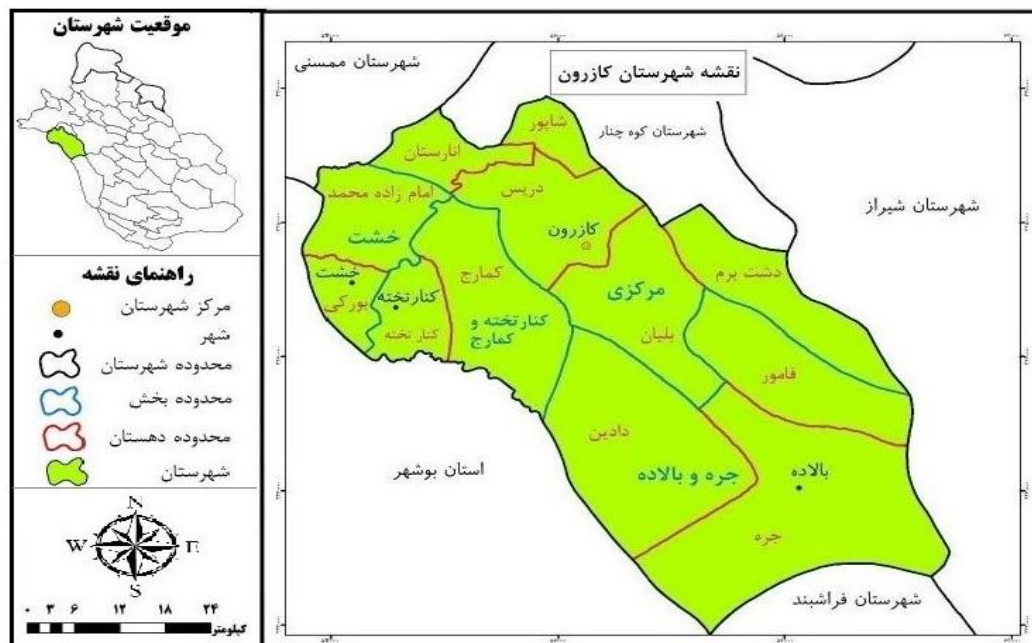 موقعیت شهرستان
راهنمای نقشه
مرکز شهرستان
شهر
محدوده شهرستان
محدوده بخش
محدوده دهستان
شهرستان
N
W E
S
۰ ۳ ۶ ۱۲ ۱۸ ۲۴
کیلومتر
نقشه شهرستان کازرون
شهرستان ممسنی
شهرستان کوه چنار
شهرستان شیراز
شاپور
انارستان
دریس
امام زاده محمد
کازرون
خشت
دشت برم
خشت
کمارج
مرکزی
بورکی
کنارتخته
کنارتخته و
کمارج
کنار تخته
بلیان
فامور
دادین
جره و بالاده
بالاده
استان بوشهر
جره
شهرستان فراشبند